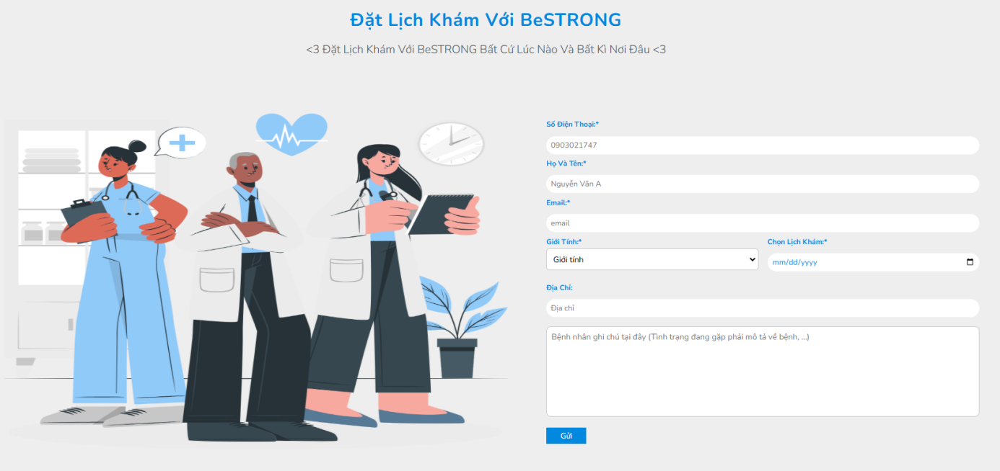 Đặt Lịch Khám Với BeSTRONG
<3 Đặt Lịch Khám Với BeSTRONG Bất Cứ Lúc Nào Và Bất Kì Nơi Đâu <3
Số Điện Thoại:*
0903021747
Họ Và Tên:*
Nguyễn Văn A
Email:*
email
Giới Tính:*
Giới tính
Chọn Lịch Khám:*
mm/dd/yyyy
Địa Chỉ:
Địa chỉ
Bệnh nhân ghi chú tại đây (Tình trạng đang gặp phải mô tả về bệnh, ...)
Gửi